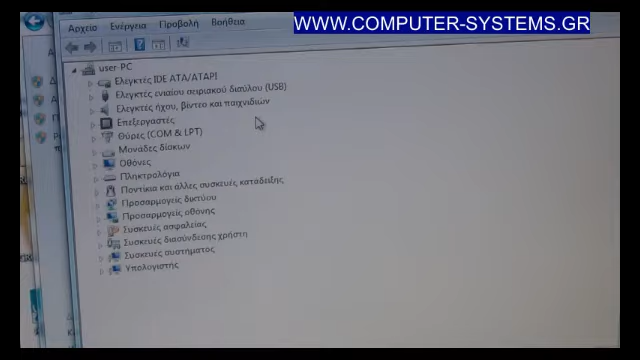 WWW.COMPUTER-SYSTEMS.GR
Αρχείο Ενέργεια Προβολή Βοήθεια
user-PC
Ελεγκτές IDE ATA/ATAPI
Ελεγκτές ενιαίου σειριακού διαύλου (USB)
Ελεγκτές ήχου, βίντεο και παιχνιδιών
Επεξεργαστές
Θύρες (COM & LPT)
Μονάδες δίσκων
Οθόνες
Πληκτρολόγια
Ποντίκια και άλλες συσκευές κατάδειξης
Προσαρμογείς δικτύου
Προσαρμογείς οθόνης
Συσκευές ασφαλείας
Συσκευές διασύνδεσης χρήστη
Συσκευές συστήματος
Υπολογιστής